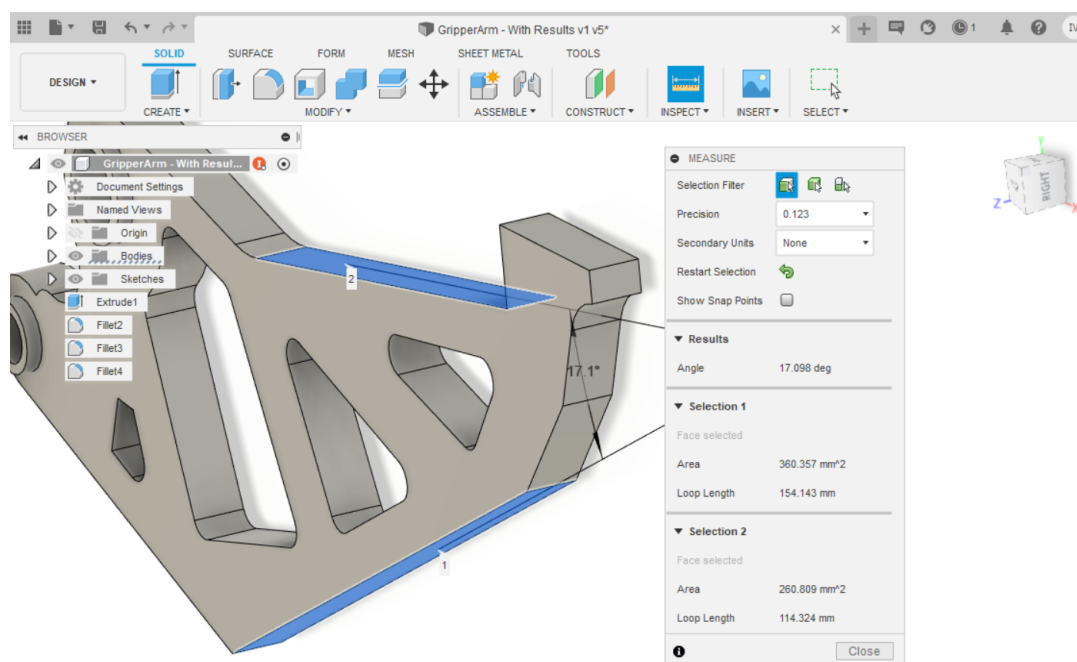 GripperArm - With Results v1 v5*
1
IV
SOLID SURFACE FORM MESH SHEET METAL TOOLS
DESIGN
CREATE MODIFY ASSEMBLE CONSTRUCT INSPECT INSERT SELECT
BROWSER
GripperArm - With Resul...
Document Settings
Named Views
Origin
Bodies
Sketches
Extrude1
Fillet2
Fillet3
Fillet4
2
17.1°
1
MEASURE
Selection Filter
Precision 0.123
Secondary Units None
Restart Selection
Show Snap Points
Results
Angle 17.098 deg
Selection 1
Face selected
Area 360.357 mm^2
Loop Length 154.143 mm
Selection 2
Face selected
Area 260.809 mm^2
Loop Length 114.324 mm
Close
Y
Z
RIGHT
X